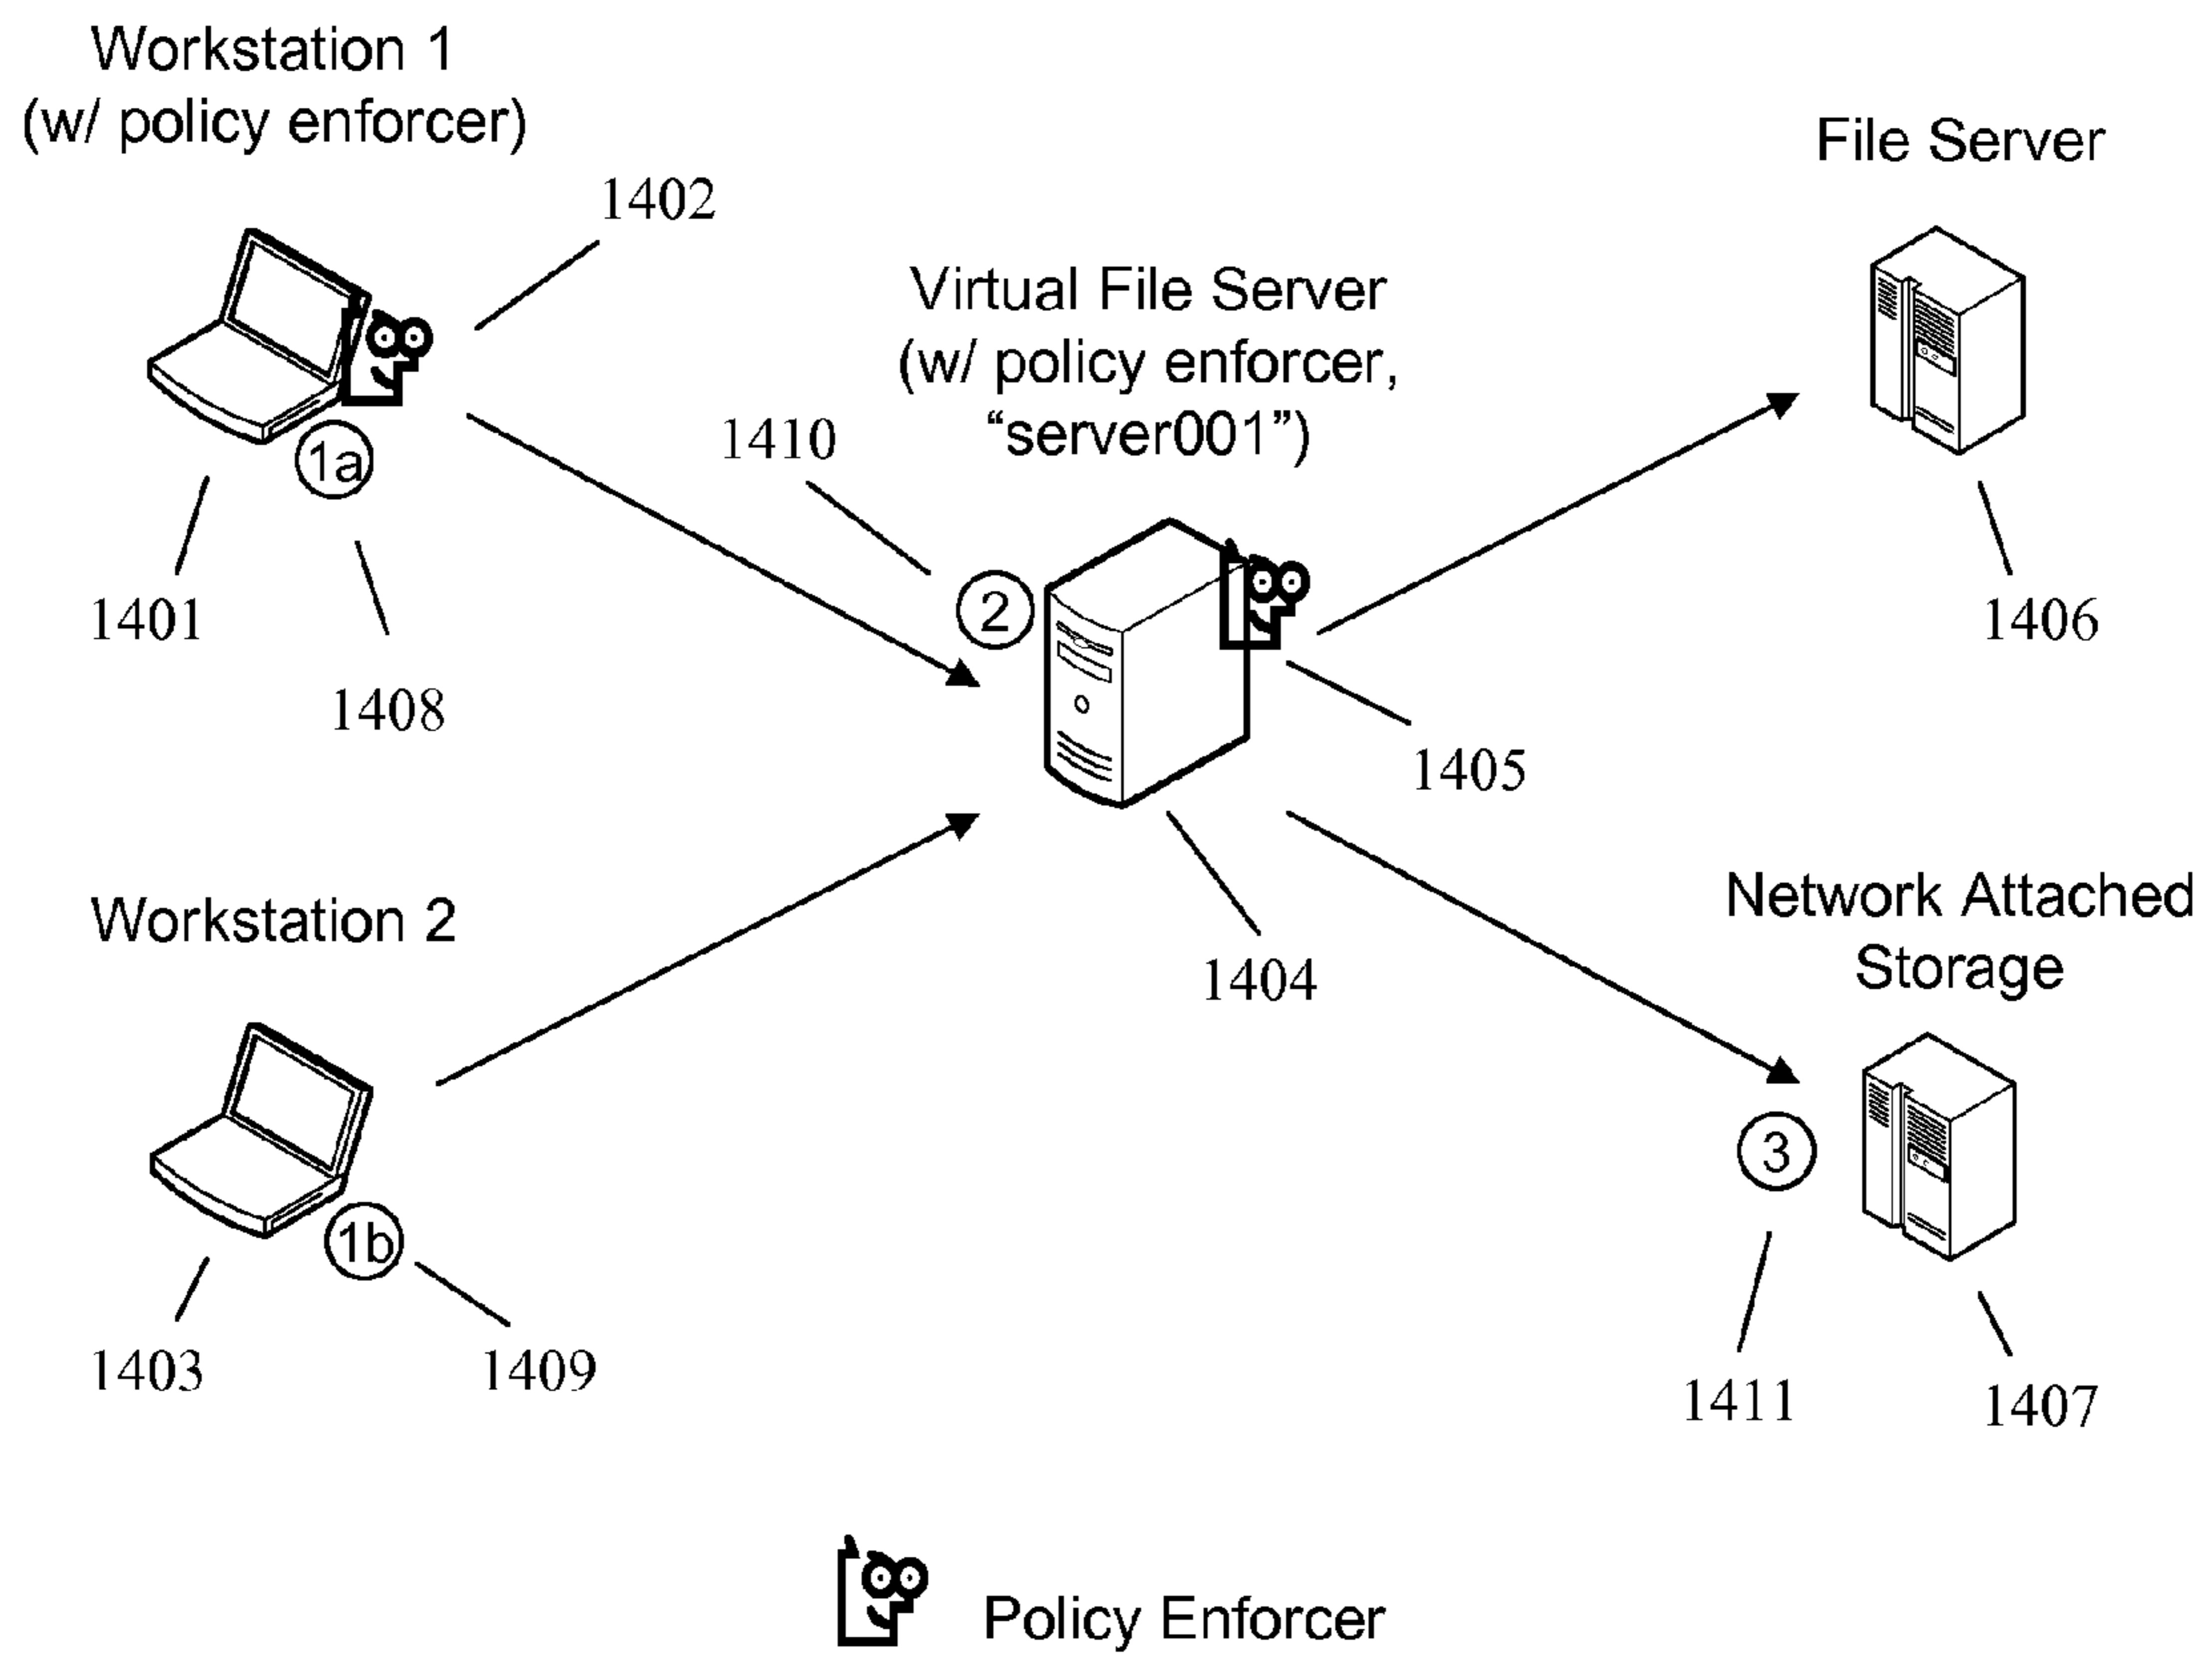 Workstation 1
(w/ policy enforcer)
1402
File Server
Virtual File Server
(w/ policy enforcer,
“server001”)
1410
1a
1401
1408
2
1406
1405
Workstation 2
1404
Network Attached
Storage
3
1b
1403
1409
1411
1407
Policy Enforcer